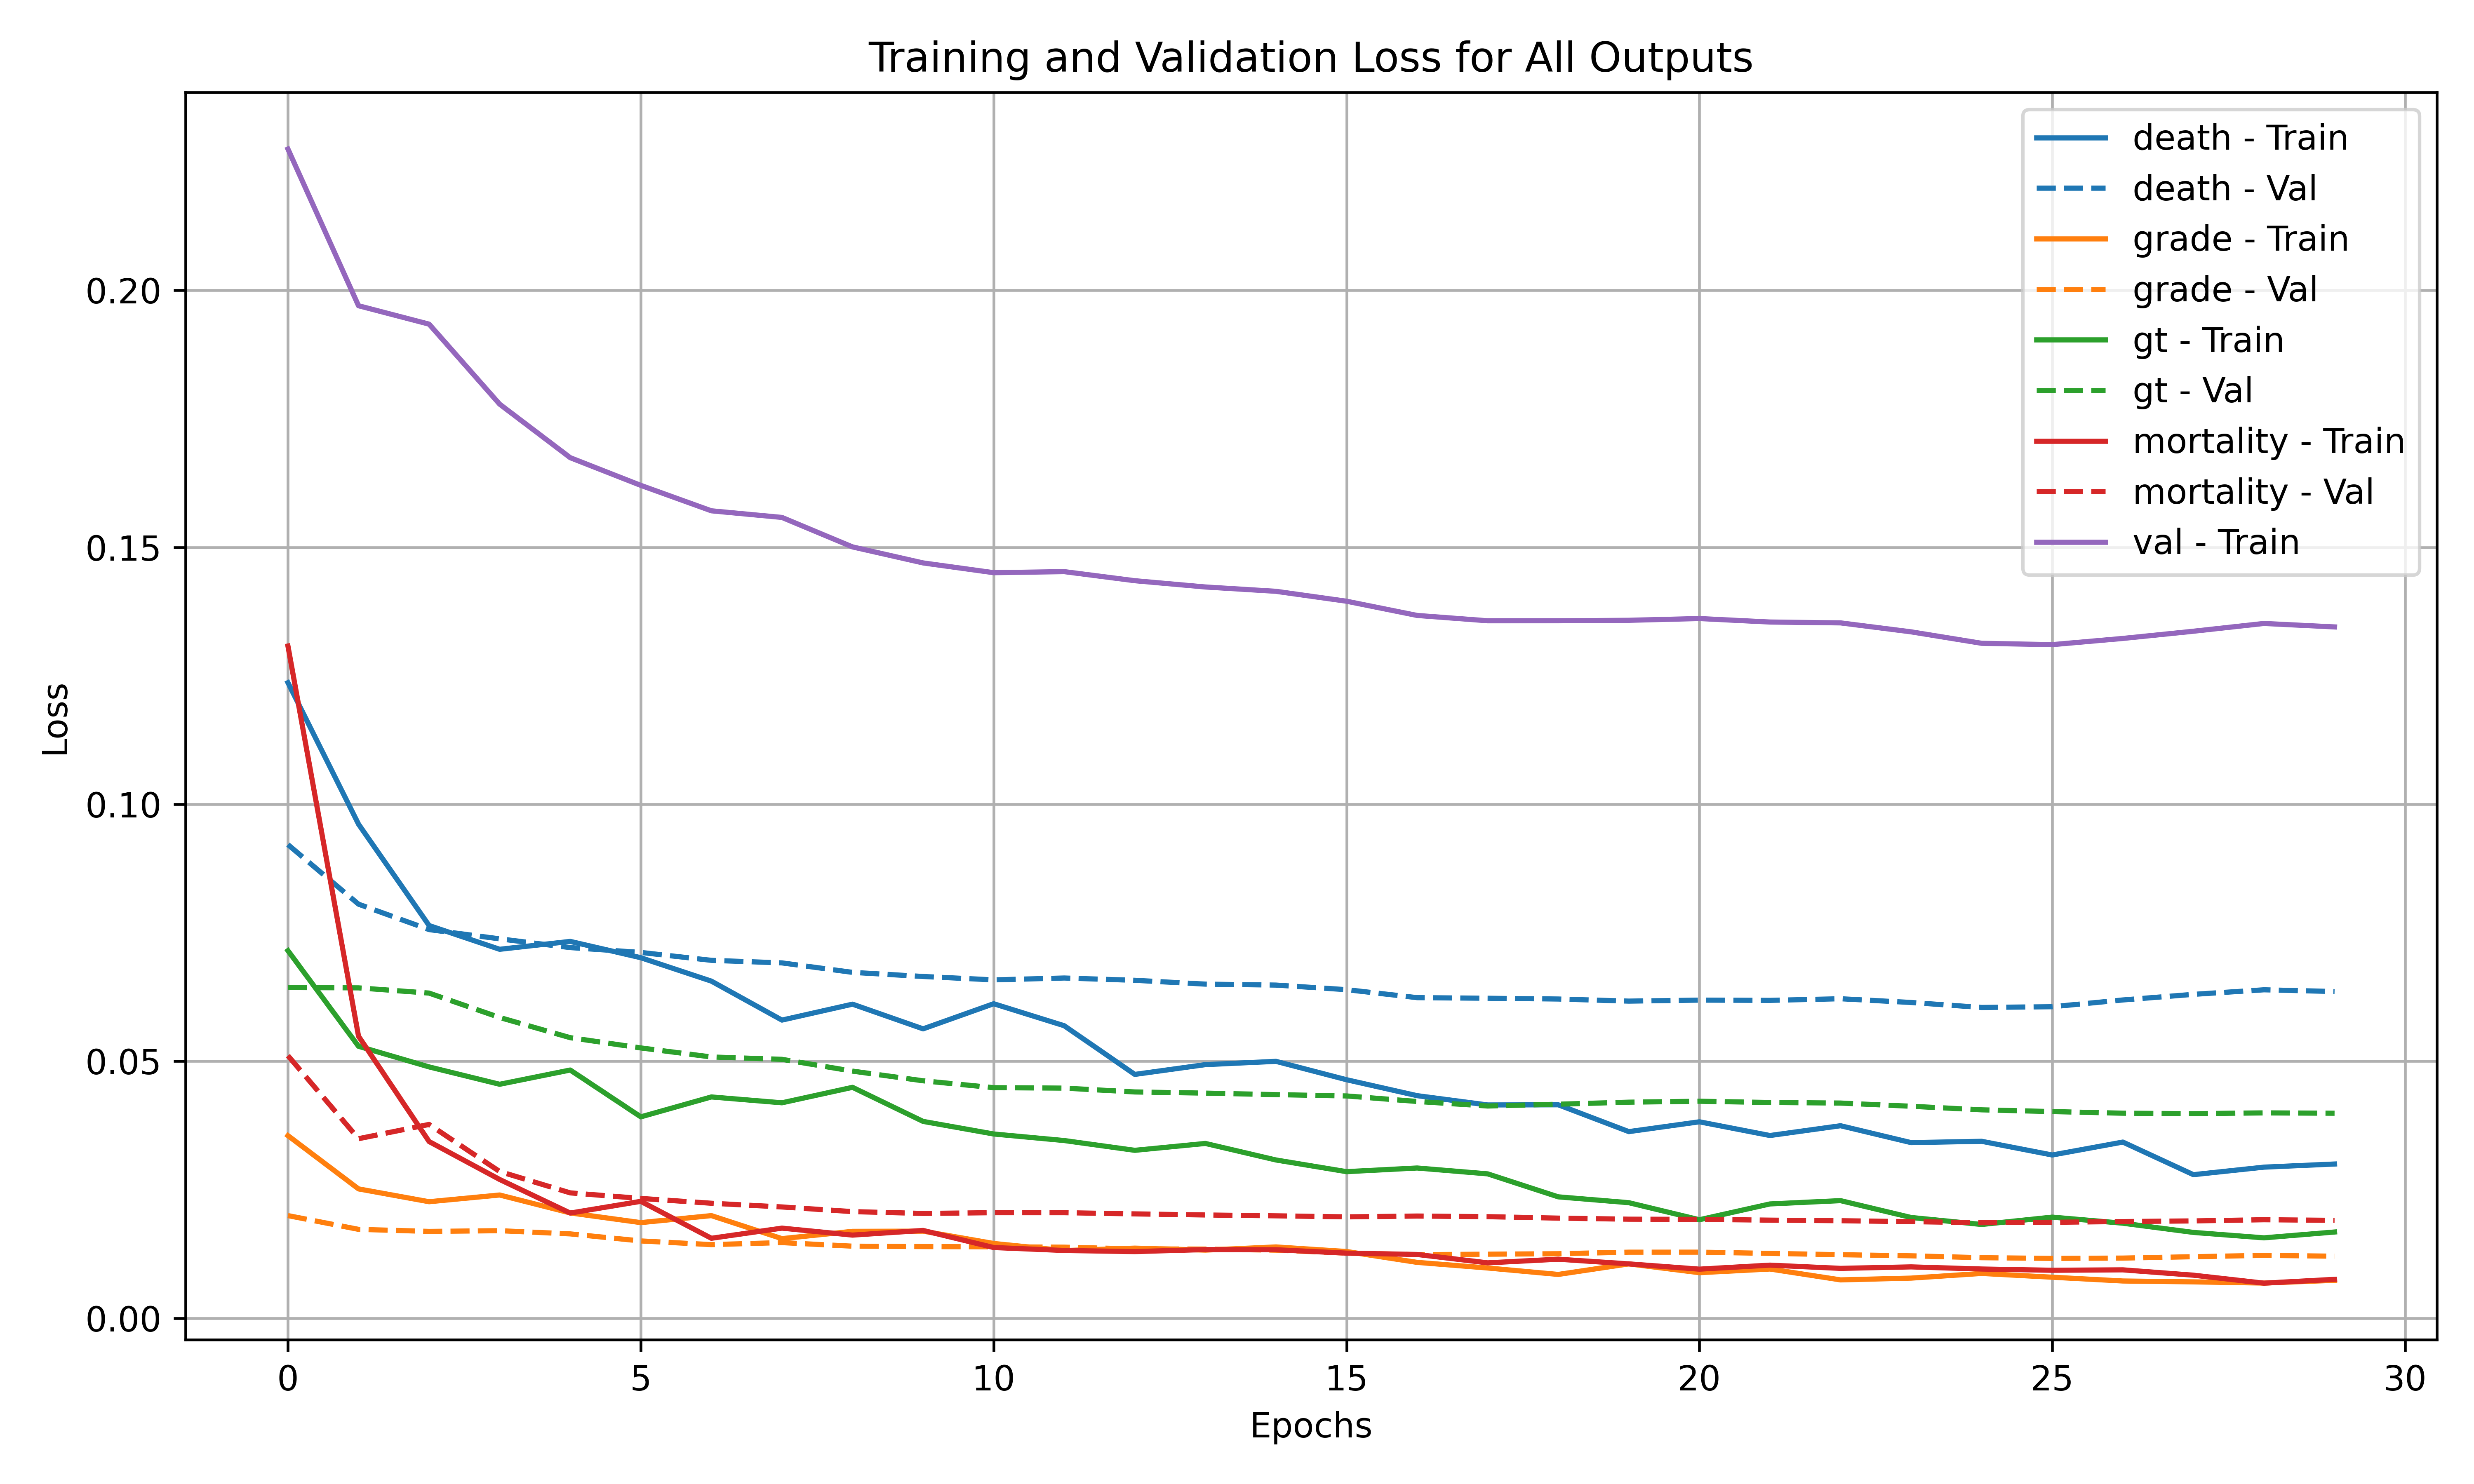 Training and Validation Loss for All Outputs
death - Train
death - Val
grade - Train
grade - Val
gt - Train
gt - Val
mortality - Train
mortality - Val
val - Train
Loss
0.20
0.15
0.10
0.05
0.00
0 5 10 15 20 25 30
Epochs